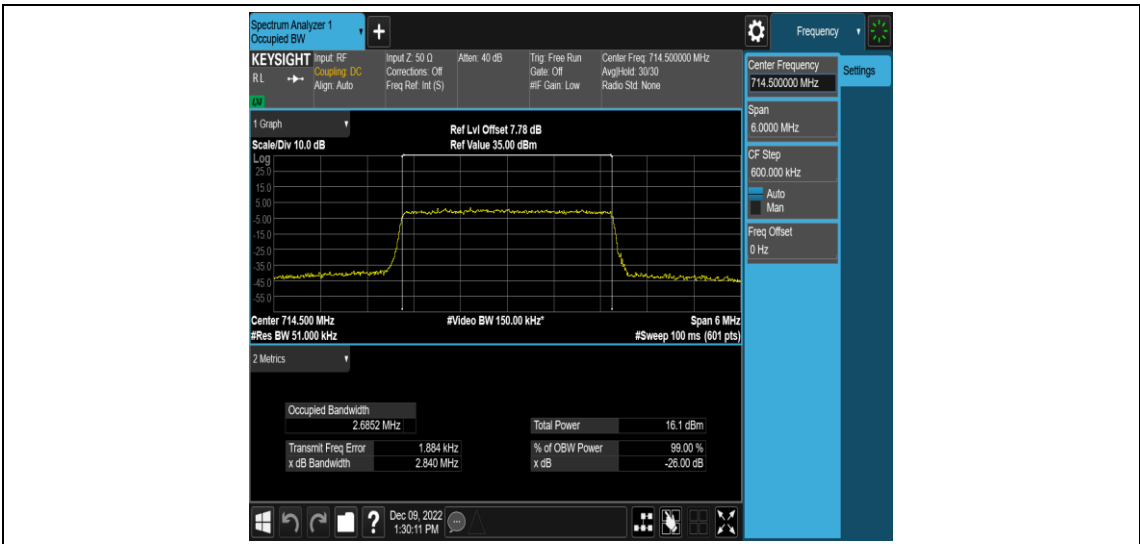 Spectrum Analyzer 1
Occupied BW
+
Frequency
KEYSIGHT
RL
LXI
Input: RF
Coupling: DC
Align: Auto
Input Z: 50 Ω
Corrections: Off
Freq Ref: Int (S)
Atten: 40 dB
Trig: Free Run
Gate: Off
#IF Gain: Low
Center Freq: 714.500000 MHz
Avg|Hold: 30/30
Radio Std: None
Center Frequency
714.500000 MHz
Settings
Span
6.0000 MHz
CF Step
600.000 kHz
Auto
Man
Freq Offset
0 Hz
1 Graph
Scale/Div 10.0 dB
Ref Lvl Offset 7.78 dB
Ref Value 35.00 dBm
Log
25.0
15.0
5.00
-5.00
-15.0
-25.0
-35.0
-45.0
-55.0
Center 714.500 MHz
#Res BW 51.000 kHz
#Video BW 150.00 kHz*
Span 6 MHz
#Sweep 100 ms (601 pts)
2 Metrics
Occupied Bandwidth
2.6852 MHz
Total Power 16.1 dBm
Transmit Freq Error 1.884 kHz
% of OBW Power 99.00 %
x dB Bandwidth 2.840 MHz
x dB -26.00 dB
?
Dec 09, 2022
1:30:11 PM